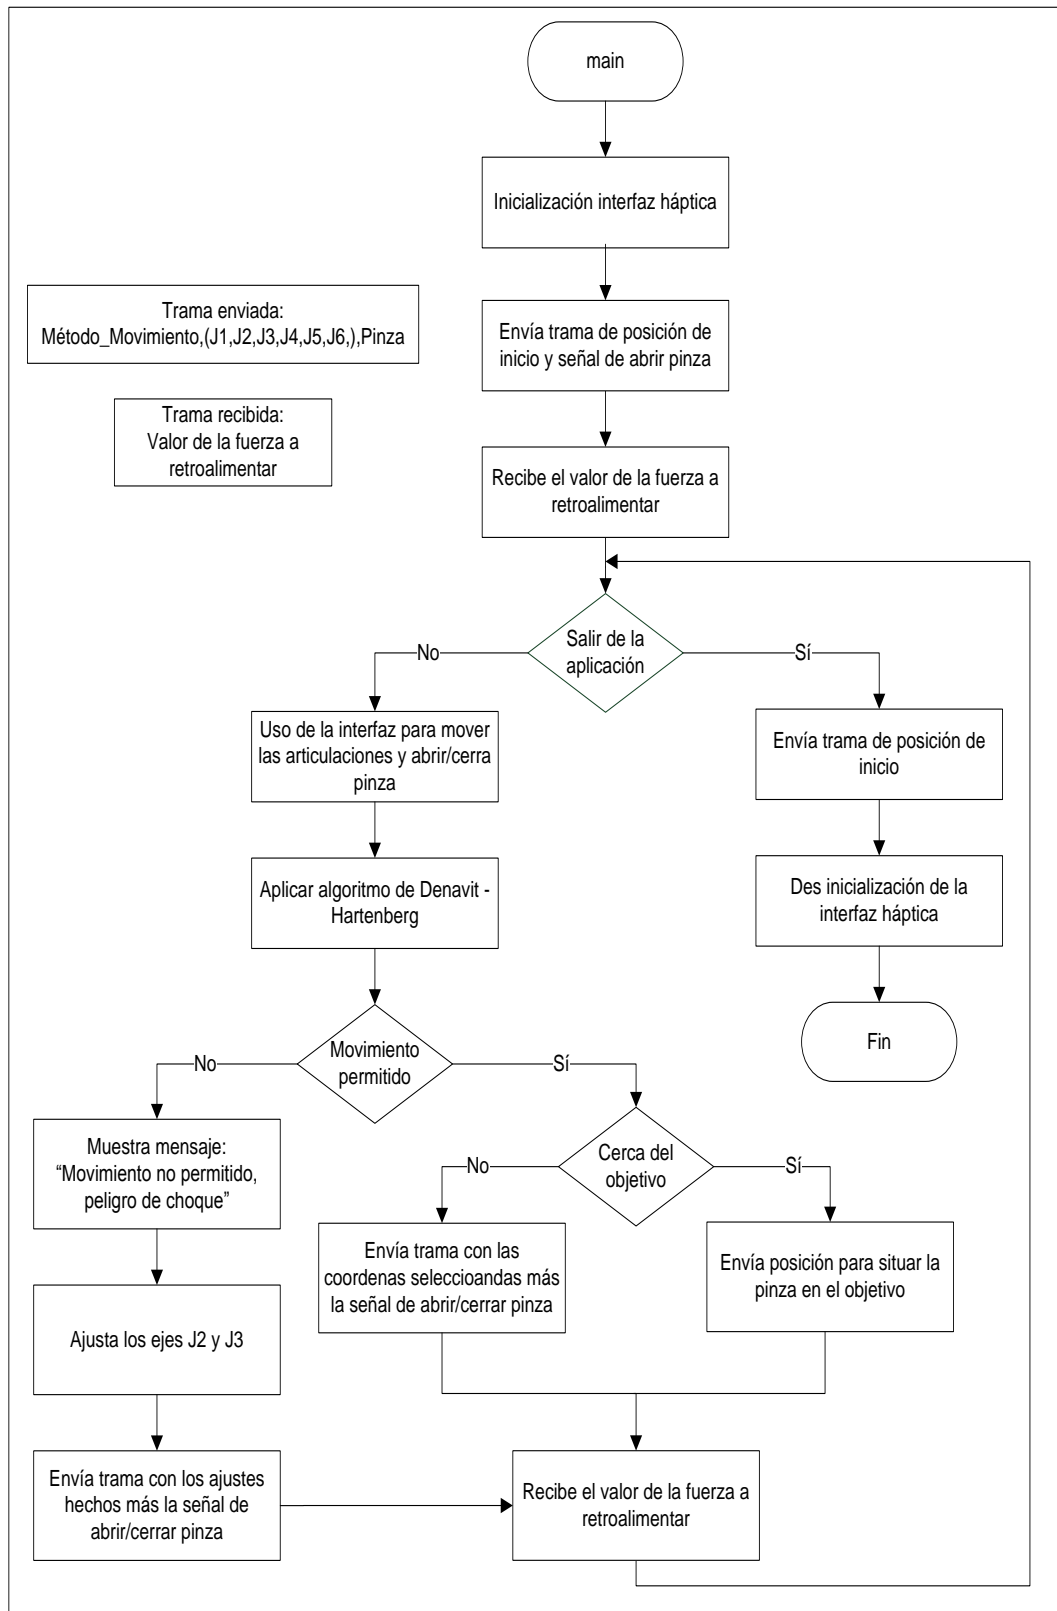 main
Inicialización interfaz háptica
Trama enviada:
Método_Movimiento,(J1,J2,J3,J4,J5,J6,),Pinza
Envía trama de posición de
inicio y señal de abrir pinza
Trama recibida:
Valor de la fuerza a
retroalimentar
Recibe el valor de la fuerza a
retroalimentar
Salir de la
aplicación
No
Sí
Uso de la interfaz para mover
las articulaciones y abrir/cerra
pinza
Envía trama de posición de
inicio
Aplicar algoritmo de Denavit -
Hartenberg
Des inicialización de la
interfaz háptica
Fin
Movimiento
permitido
No
Sí
Muestra mensaje:
“Movimiento no permitido,
peligro de choque”
Cerca del
objetivo
No
Sí
Envía trama con las
coordenas seleccioandas más
la señal de abrir/cerrar pinza
Envía posición para situar la
pinza en el objetivo
Ajusta los ejes J2 y J3
Envía trama con los ajustes
hechos más la señal de
abrir/cerrar pinza
Recibe el valor de la fuerza a
retroalimentar